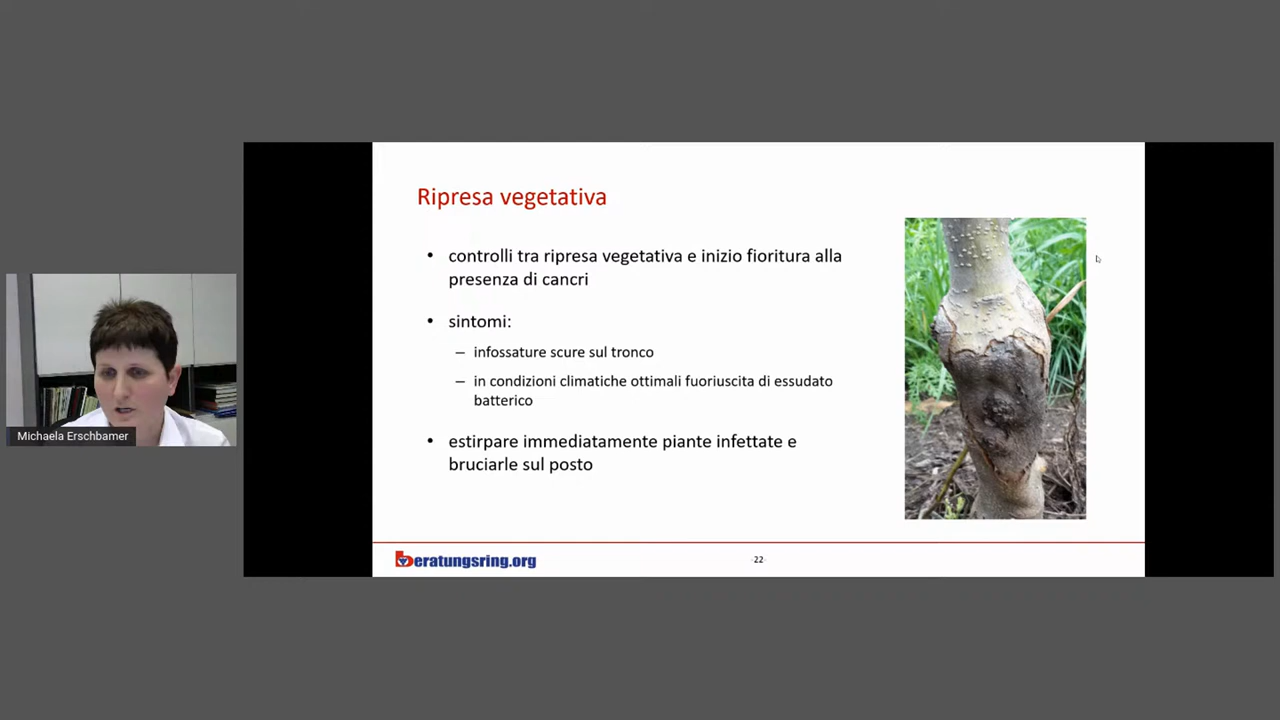 Ripresa vegetativa
• controlli tra ripresa vegetativa e inizio fioritura alla
presenza di cancri
• sintomi:
– infossature scure sul tronco
– in condizioni climatiche ottimali fuoriuscita di essudato
batterico
• estirpare immediatamente piante infettate e
bruciarle sul posto
Michaela Erschbamer
beratungsring.org
22